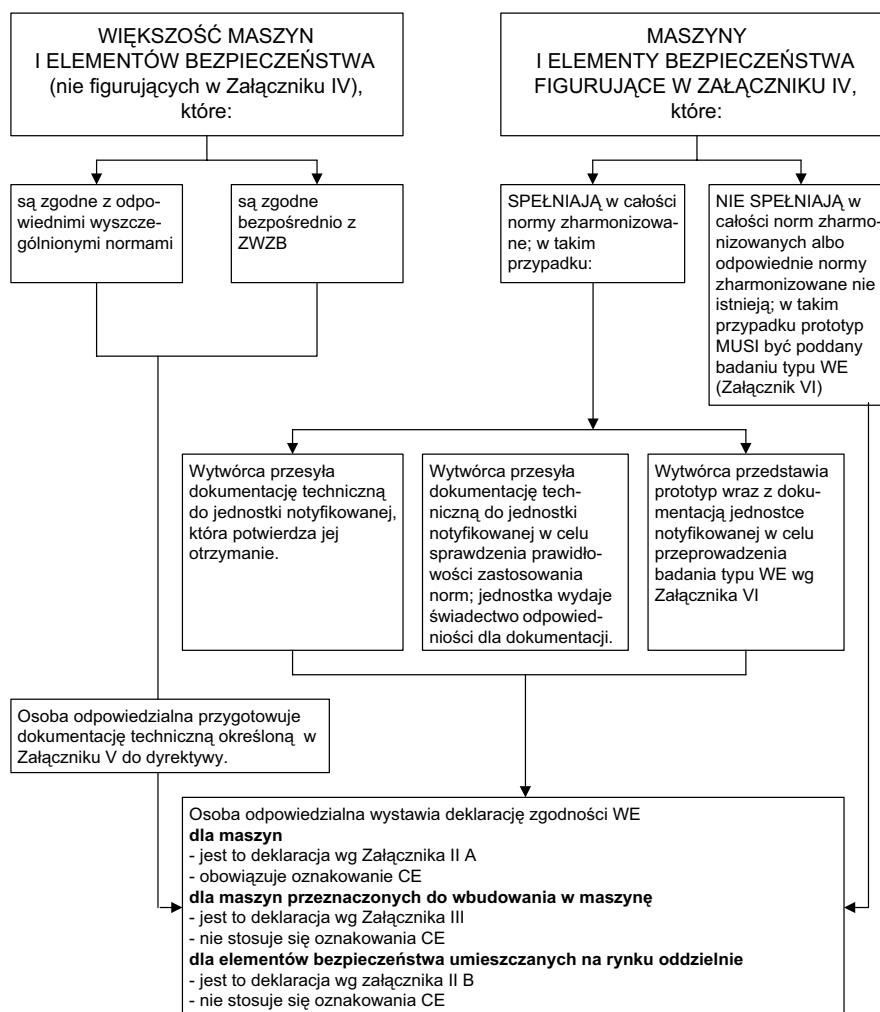 WIĘKSZOŚĆ MASZYN
I ELEMENTÓW BEZPIECZEŃSTWA
(nie figurujących w Załączniku IV),
które:
MASZYNY
I ELEMENTY BEZPIECZEŃSTWA
FIGURUJĄCE W ZAŁĄCZNIKU IV,
które:
są zgodne z odpo-
wiednimi wyszcze-
gólnionymi normami
są zgodne
bezpośrednio z
ZWZB
SPEŁNIAJĄ w całości
normy zharmonizowa-
ne; w takim
przypadku:
NIE SPEŁNIAJĄ w
całości norm zharmo-
nizowanych albo
odpowiednie normy
zharmonizowane nie
istnieją; w takim
przypadku prototyp
MUSI być poddany
badaniu typu WE
(Załącznik VI)
Wytwórca przesyła
dokumentację techniczną
do jednostki notyfikowanej,
która potwierdza jej
otrzymanie.
Wytwórca przesyła
dokumentację tech-
niczną do jednostki
notyfikowanej w celu
sprawdzenia prawidło-
wości zastosowania
norm; jednostka wydaje
świadectwo odpowied-
niości dla dokumentacji.
Wytwórca przedstawia
prototyp wraz z doku-
mentacją jednostce
notyfikowanej w celu
przeprowadzenia
badania typu WE wg
Załącznika VI
Osoba odpowiedzialna przygotowuje
dokumentację techniczną określoną w
Załączniku V do dyrektywy.
Osoba odpowiedzialna wystawia deklarację zgodności WE
dla maszyn
- jest to deklaracja wg Załącznika II A
- obowiązuje oznakowanie CE
dla maszyn przeznaczonych do wbudowania w maszynę
- jest to deklaracja wg Załącznika III
- nie stosuje się oznakowania CE
dla elementów bezpieczeństwa umieszczanych na rynku oddzielnie
- jest to deklaracja wg załącznika II B
- nie stosuje się oznakowania CE